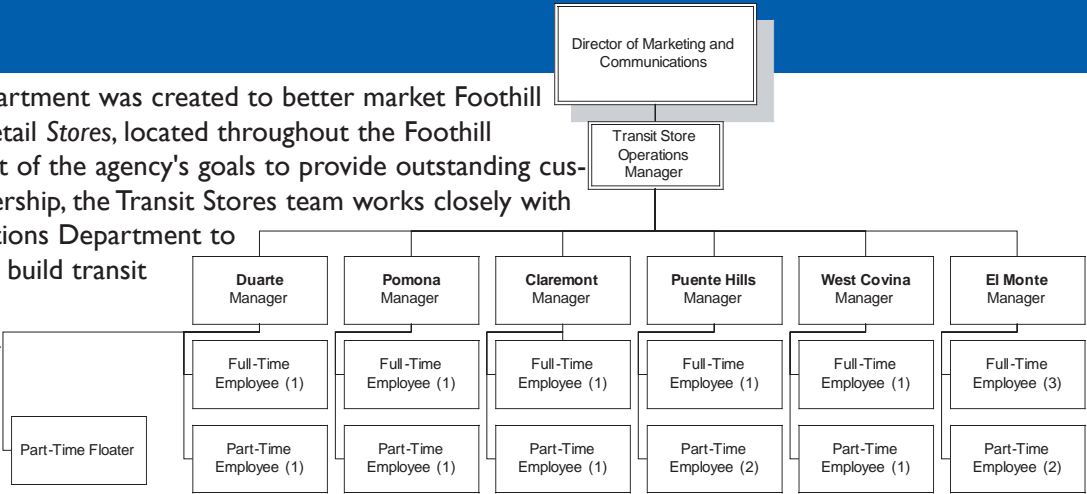 Director of Marketing and
Communications
artment was created to better market Foothill
etail Stores, located throughout the Foothill
t of the agency's goals to provide outstanding cus-
ership, the Transit Stores team works closely with
tions Department to
build transit
Transit Store
Operations
Manager
Duarte
Manager
Pomona
Manager
Claremont
Manager
Puente Hills
Manager
West Covina
Manager
El Monte
Manager
Full-Time
Employee (1)
Full-Time
Employee (1)
Full-Time
Employee (1)
Full-Time
Employee (1)
Full-Time
Employee (1)
Full-Time
Employee (3)
Part-Time Floater
Part-Time
Employee (1)
Part-Time
Employee (1)
Part-Time
Employee (1)
Part-Time
Employee (2)
Part-Time
Employee (1)
Part-Time
Employee (2)